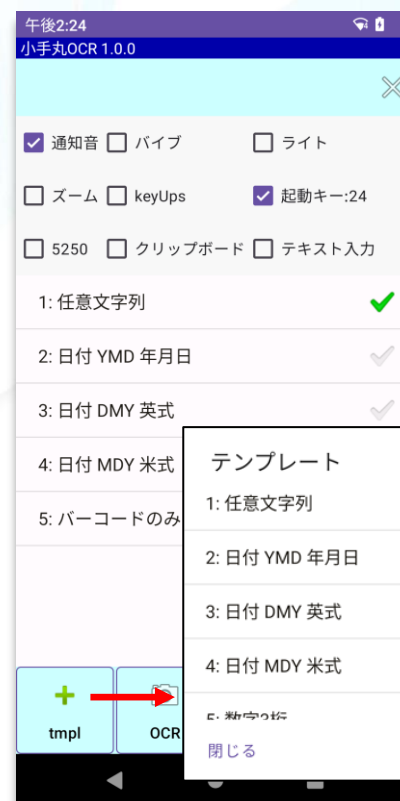 午後2:24
小手丸OCR 1.0.0
通知音 バイブ ライト
ズーム keyUps 起動キー:24
5250 クリップボード テキスト入力
1: 任意文字列
2: 日付 YMD 年月日
3: 日付 DMY 英式
4: 日付 MDY 米式
5: バーコードのみ
tmpl
OCR
テンプレート
1: 任意文字列
2: 日付 YMD 年月日
3: 日付 DMY 英式
4: 日付 MDY 米式
5: 数字2桁
閉じる